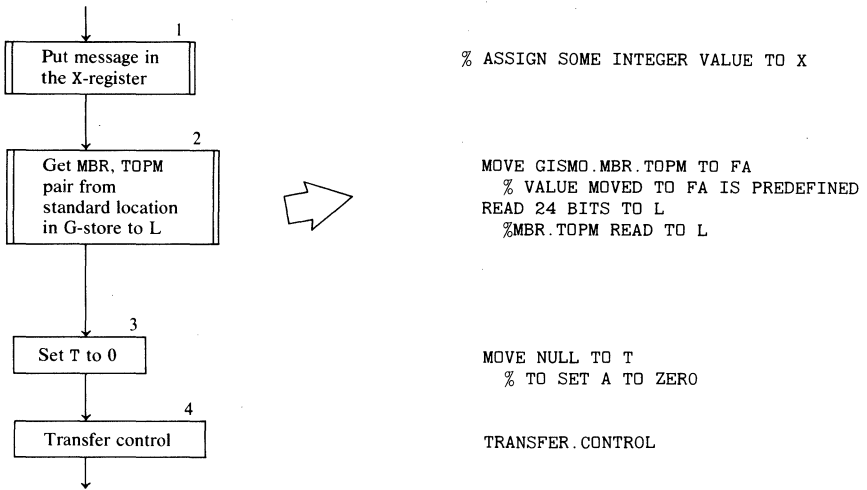 1
Put message in
the X-register
% ASSIGN SOME INTEGER VALUE TO X
2
Get MBR, TOPM
pair from
standard location
in G-store to L
MOVE GISMO.MBR.TOPM TO FA
% VALUE MOVED TO FA IS PREDEFINED
READ 24 BITS TO L
%MBR.TOPM READ TO L
3
Set T to 0
MOVE NULL TO T
% TO SET A TO ZERO
4
Transfer control
TRANSFER.CONTROL